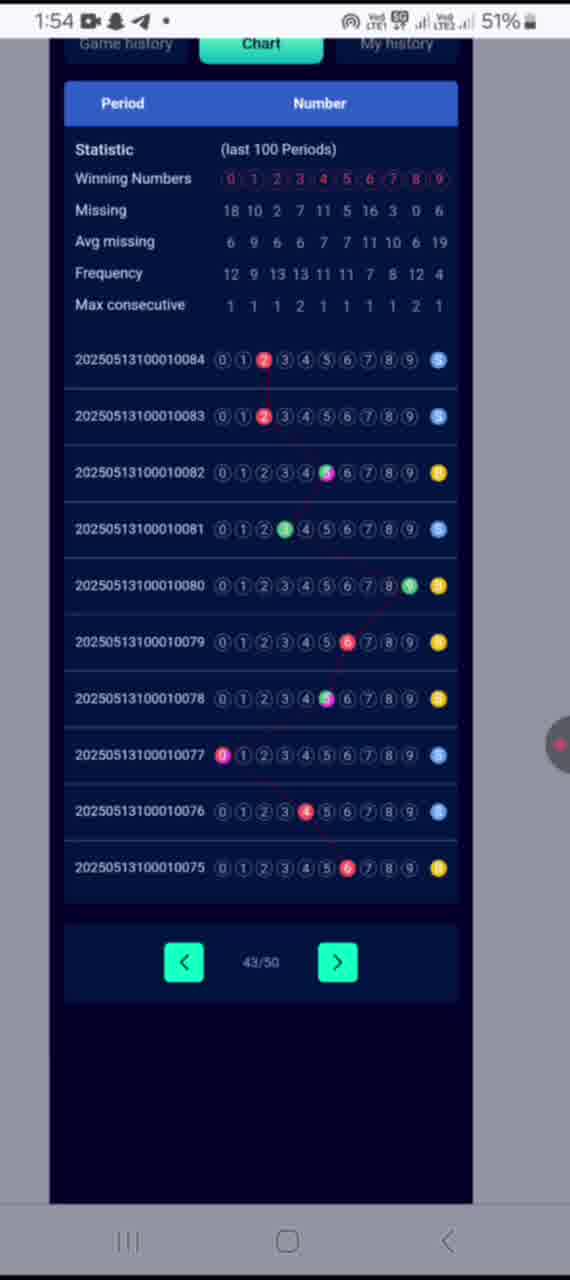 1:54 51%
Game history Chart My history
Period Number
Statistic (last 100 Periods)
Winning Numbers 0 1 2 3 4 5 6 7 8 9
Missing 18 10 2 7 11 5 16 3 0 6
Avg missing 6 9 6 6 7 7 11 10 6 19
Frequency 12 9 13 13 11 11 7 8 12 4
Max consecutive 1 1 1 2 1 1 1 1 2 1
20250513100010084 0 1 2 3 4 5 6 7 8 9 S
20250513100010083 0 1 2 3 4 5 6 7 8 9 S
20250513100010082 0 1 2 3 4 5 6 7 8 9 B
20250513100010081 0 1 2 3 4 5 6 7 8 9 S
20250513100010080 0 1 2 3 4 5 6 7 8 9 B
20250513100010079 0 1 2 3 4 5 6 7 8 9 B
20250513100010078 0 1 2 3 4 5 6 7 8 9 B
20250513100010077 0 1 2 3 4 5 6 7 8 9 S
20250513100010076 0 1 2 3 4 5 6 7 8 9 S
20250513100010075 0 1 2 3 4 5 6 7 8 9 B
43/50